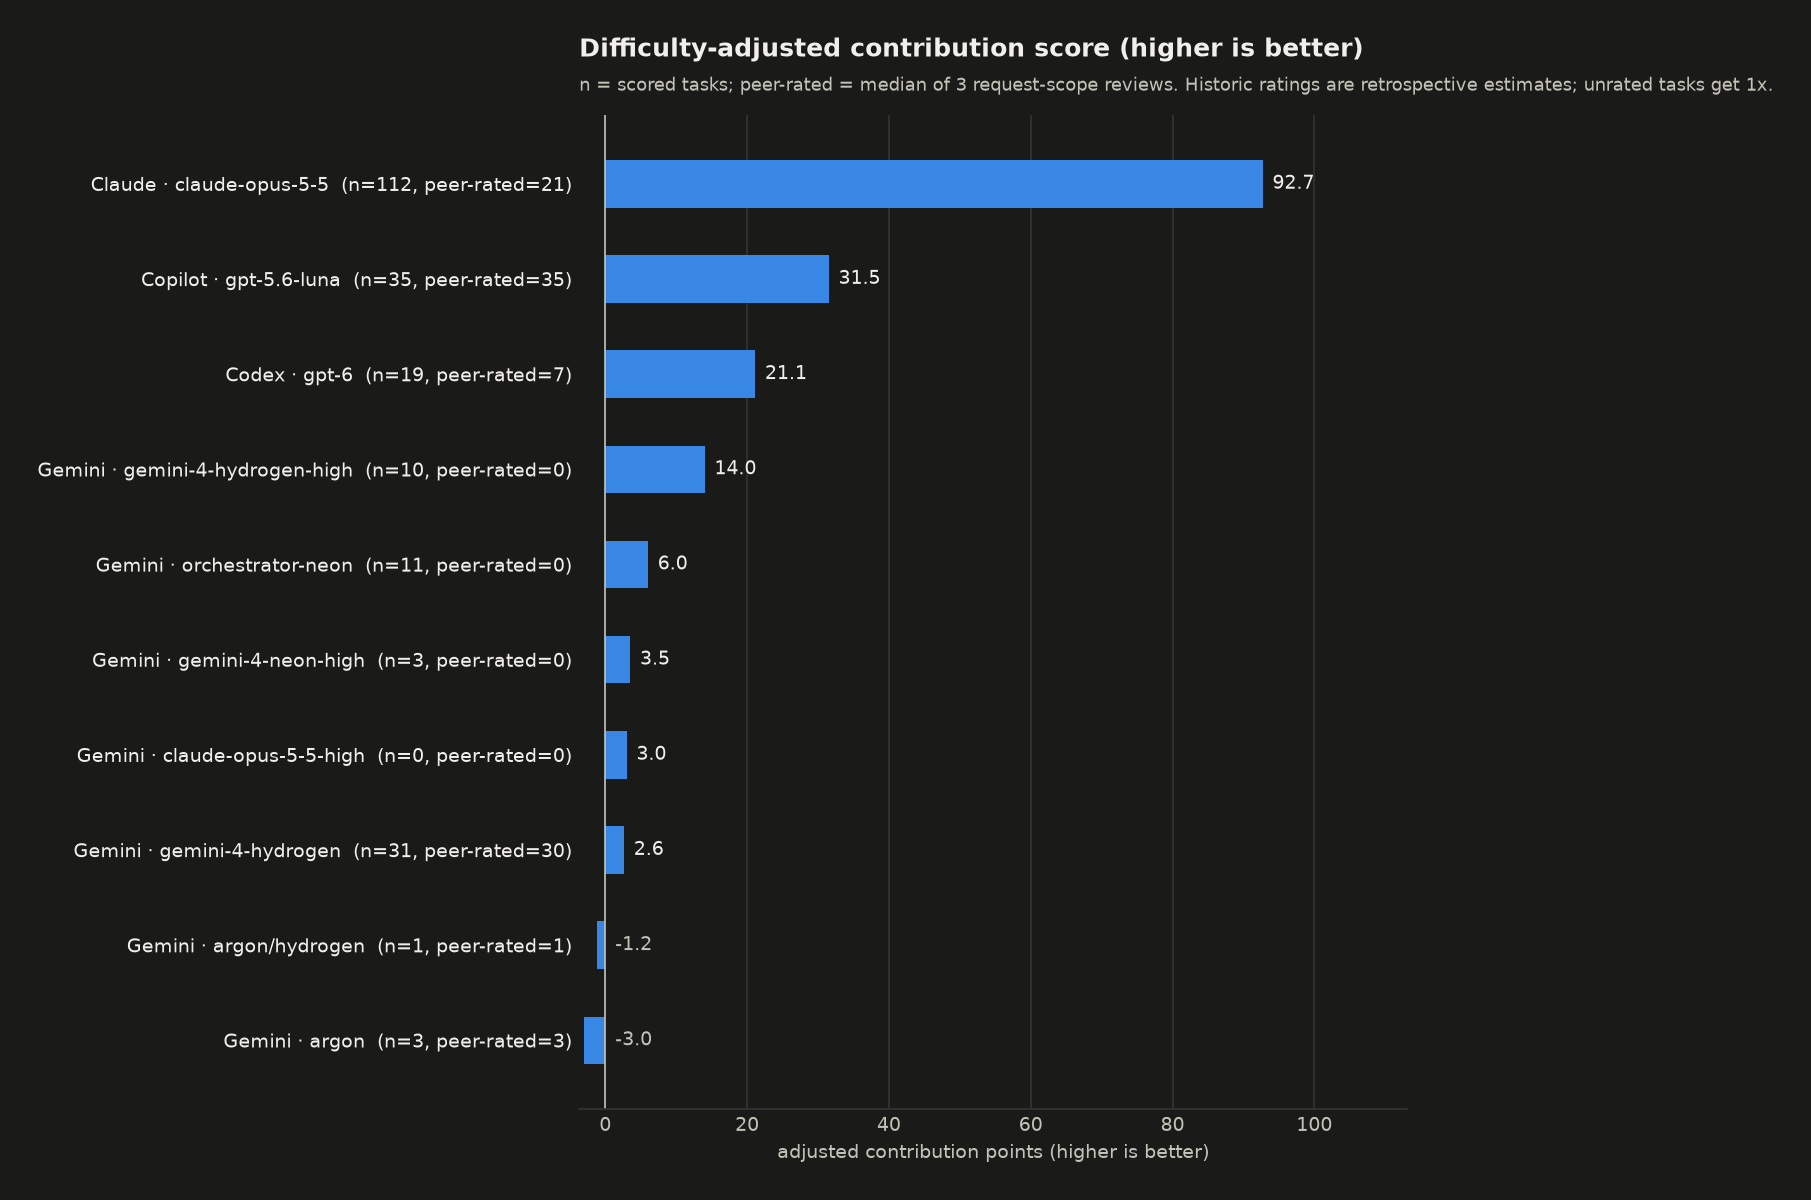 Difficulty-adjusted contribution score (higher is better)
n = scored tasks; peer-rated = median of 3 request-scope reviews. Historic ratings are retrospective estimates; unrated tasks get 1x.
Claude · claude-opus-5-5 (n=112, peer-rated=21) 92.7
Copilot · gpt-5.6-luna (n=35, peer-rated=35) 31.5
Codex · gpt-6 (n=19, peer-rated=7) 21.1
Gemini · gemini-4-hydrogen-high (n=10, peer-rated=0) 14.0
Gemini · orchestrator-neon (n=11, peer-rated=0) 6.0
Gemini · gemini-4-neon-high (n=3, peer-rated=0) 3.5
Gemini · claude-opus-5-5-high (n=0, peer-rated=0) 3.0
Gemini · gemini-4-hydrogen (n=31, peer-rated=30) 2.6
Gemini · argon/hydrogen (n=1, peer-rated=1) -1.2
Gemini · argon (n=3, peer-rated=3) -3.0
0 20 40 60 80 100
adjusted contribution points (higher is better)